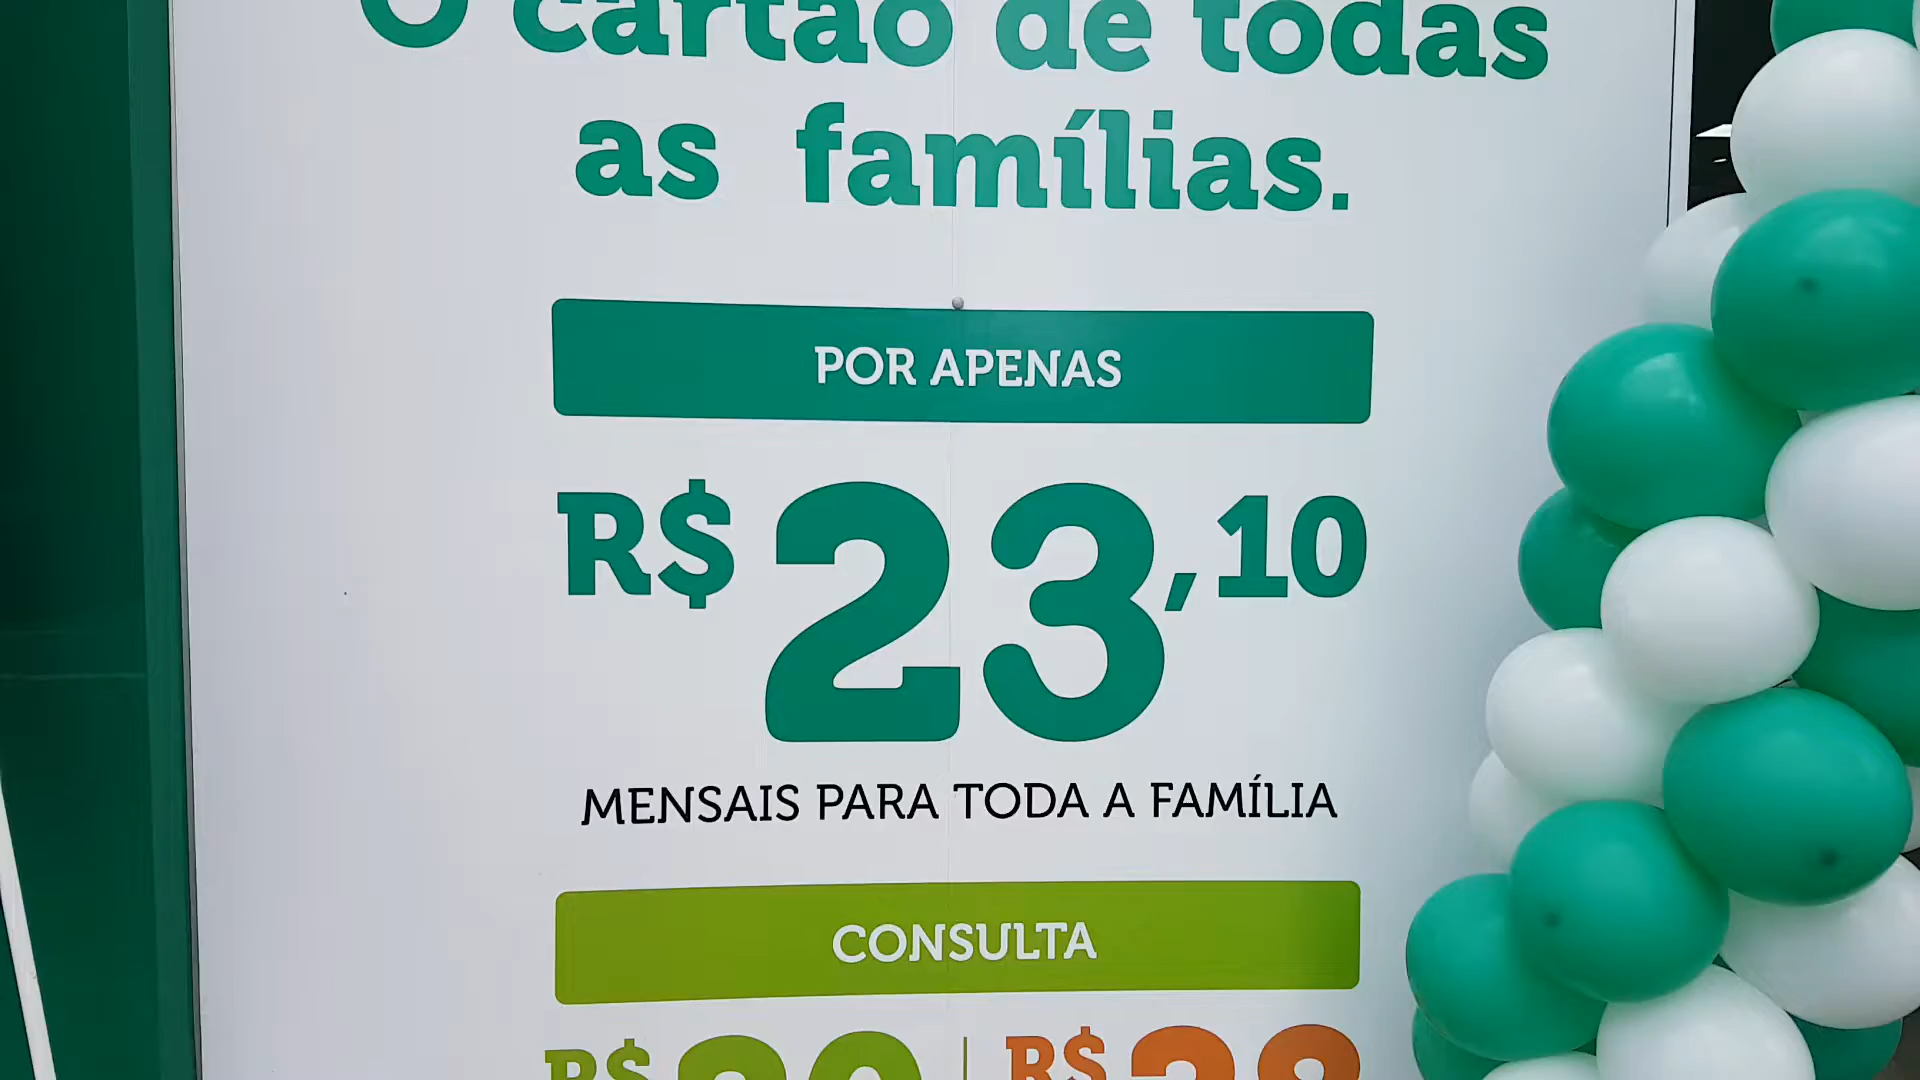 O cartão de todas
as famílias.
POR APENAS
R$ 23,10
MENSAIS PARA TODA A FAMÍLIA
CONSULTA
R$
R$